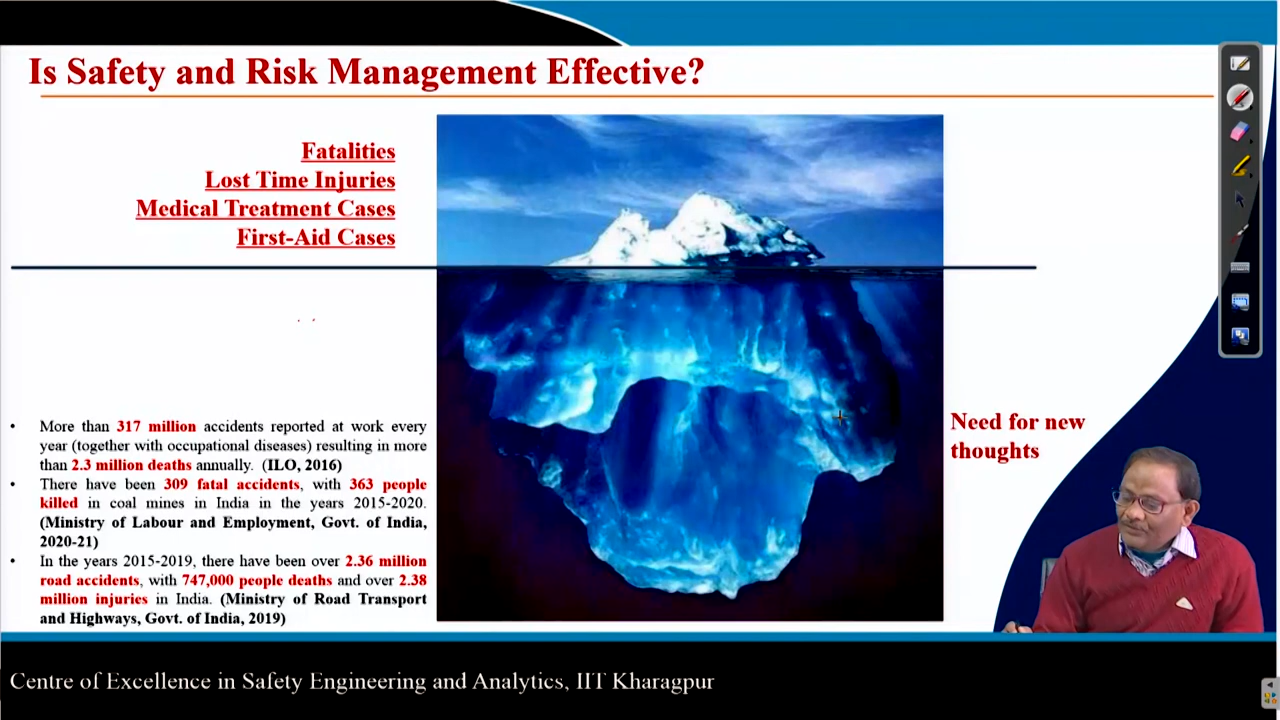 Is Safety and Risk Management Effective?
Fatalities
Lost Time Injuries
Medical Treatment Cases
First-Aid Cases
• More than 317 million accidents reported at work every
year (together with occupational diseases) resulting in more
than 2.3 million deaths annually. (ILO, 2016)
• There have been 309 fatal accidents, with 363 people
killed in coal mines in India in the years 2015-2020.
(Ministry of Labour and Employment, Govt. of India,
2020-21)
• In the years 2015-2019, there have been over 2.36 million
road accidents, with 747,000 people deaths and over 2.38
million injuries in India. (Ministry of Road Transport
and Highways, Govt. of India, 2019)
Need for new
thoughts
Centre of Excellence in Safety Engineering and Analytics, IIT Kharagpur